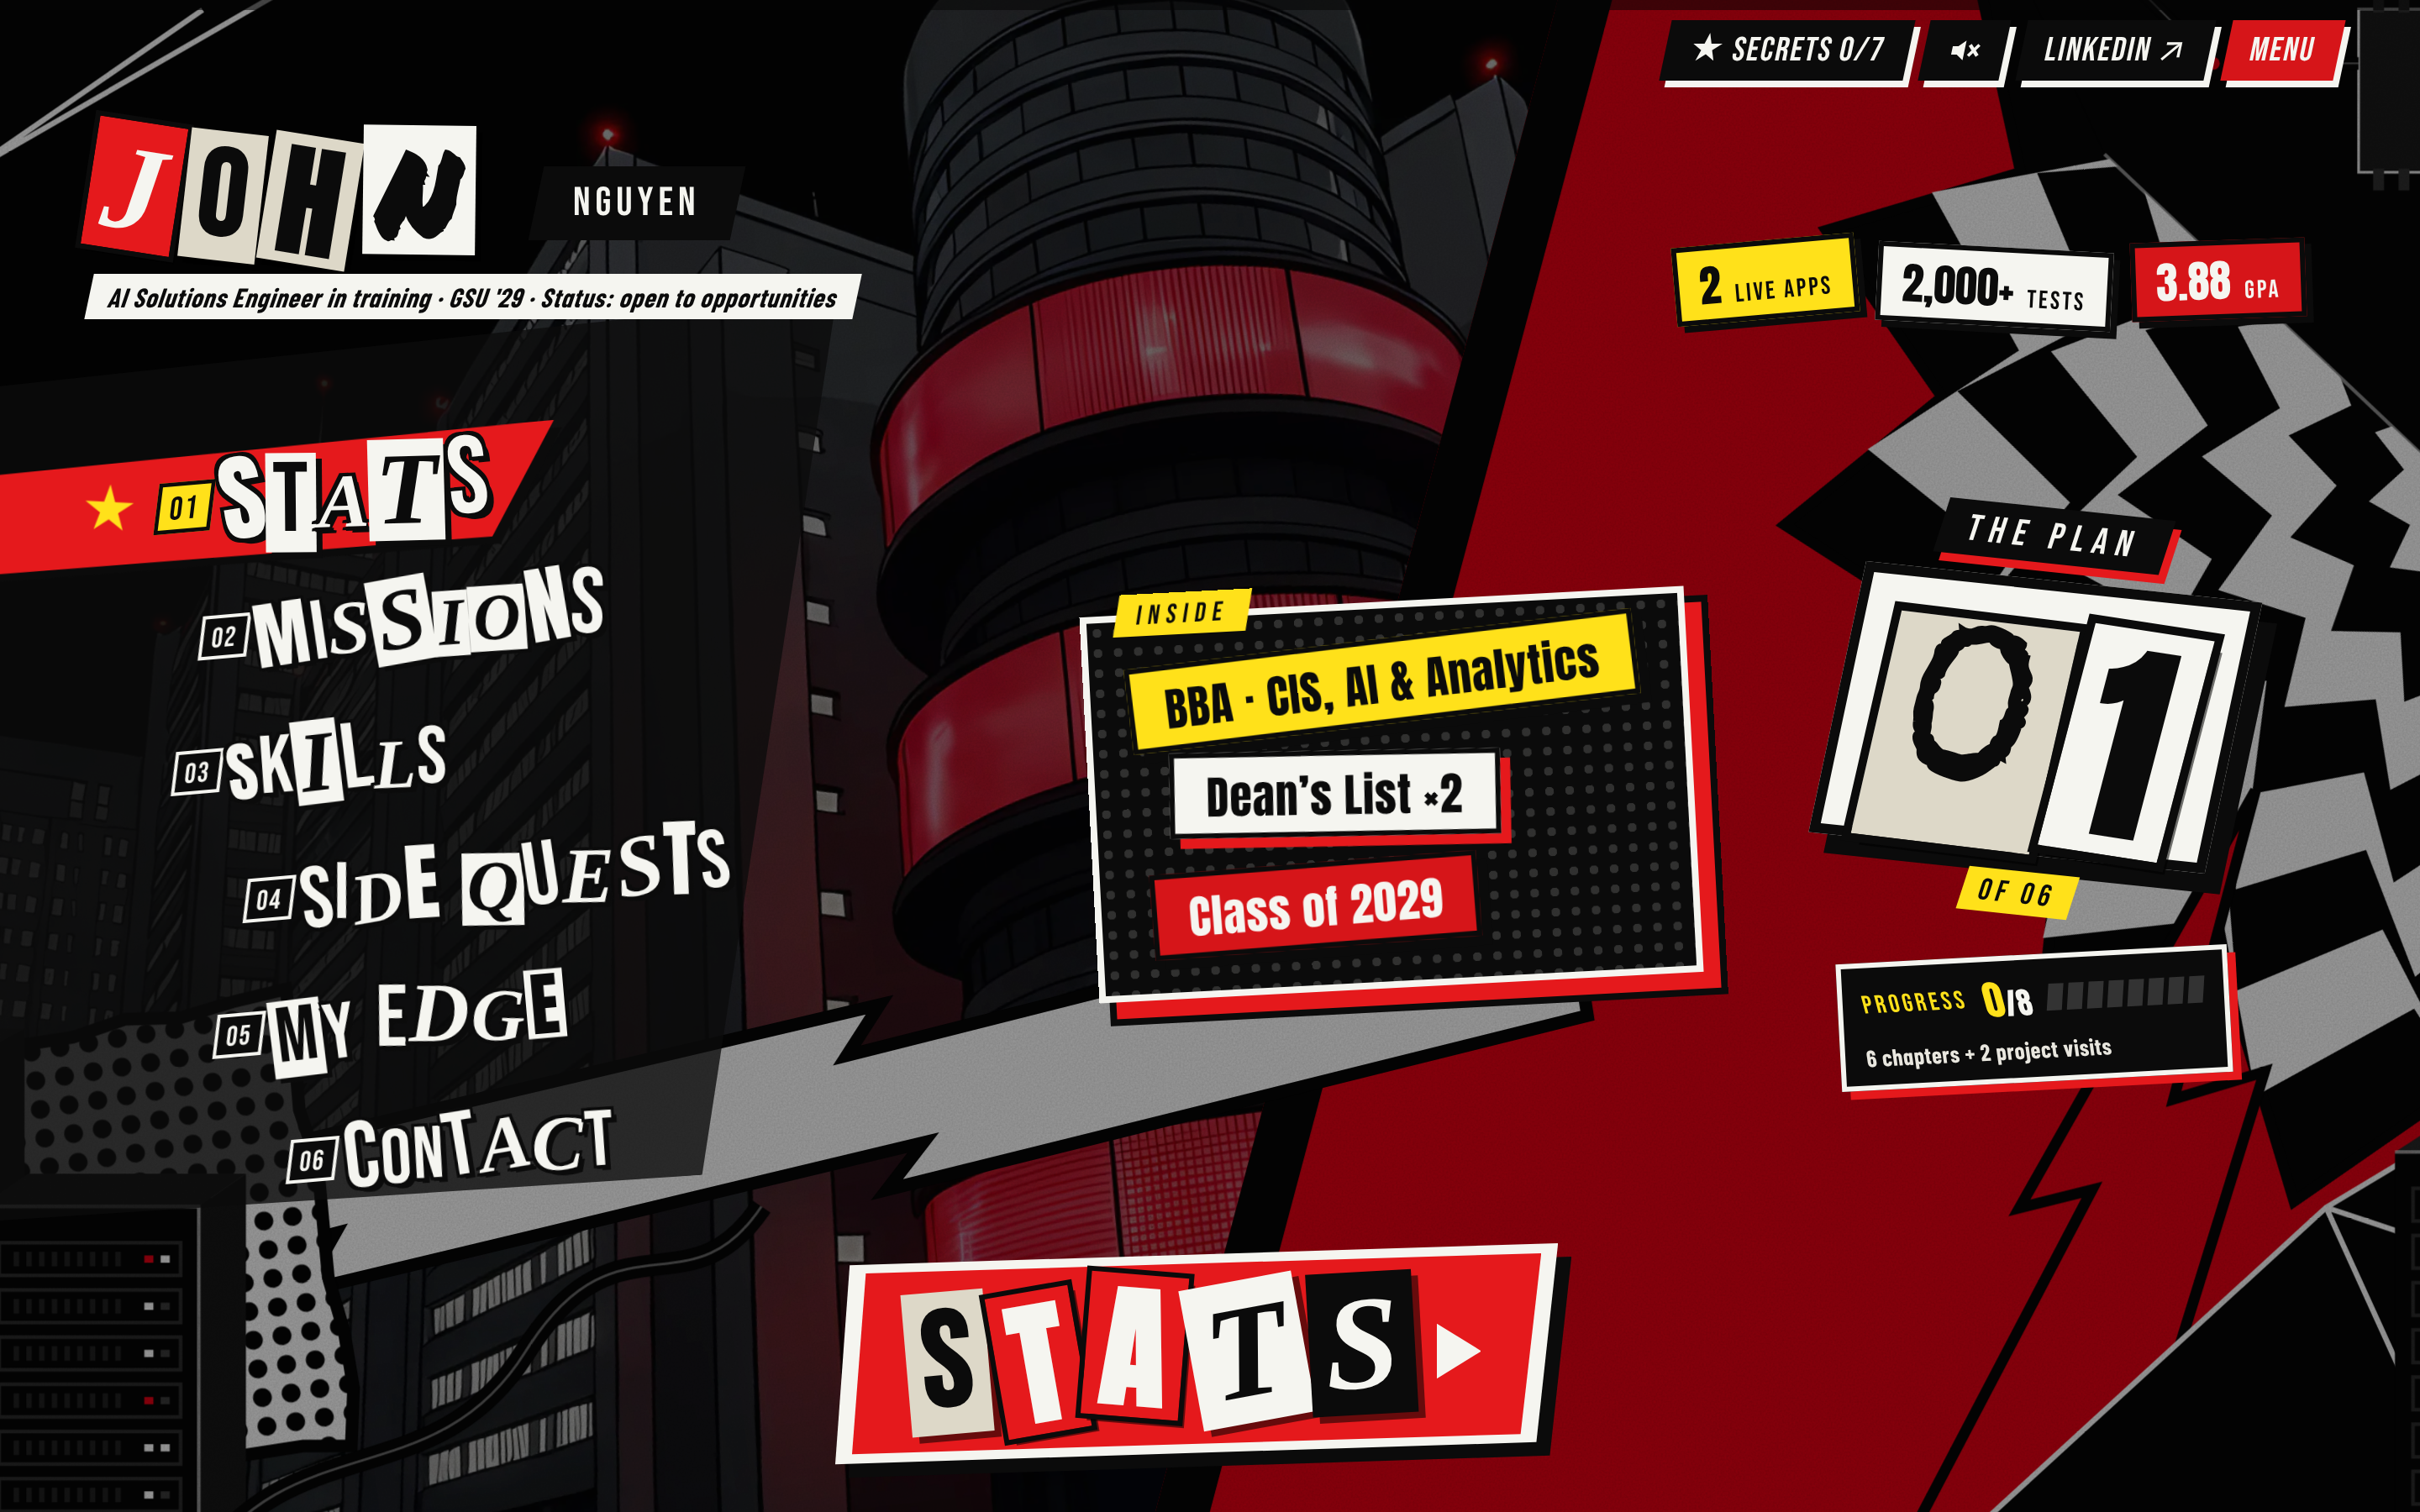 ★ SECRETS 0/7
LINKEDIN ↗
MENU
JOHN
NGUYEN
AI Solutions Engineer in training · GSU '29 · Status: open to opportunities
2 LIVE APPS
2,000+ TESTS
3.88 GPA
★ 01 STATS
02 MISSIONS
03 SKILLS
04 SIDE QUESTS
05 MY EDGE
06 CONTACT
INSIDE
BBA · CIS, AI & Analytics
Dean’s List ×2
Class of 2029
THE PLAN
01
OF 06
PROGRESS 0/8
6 chapters + 2 project visits
STATS